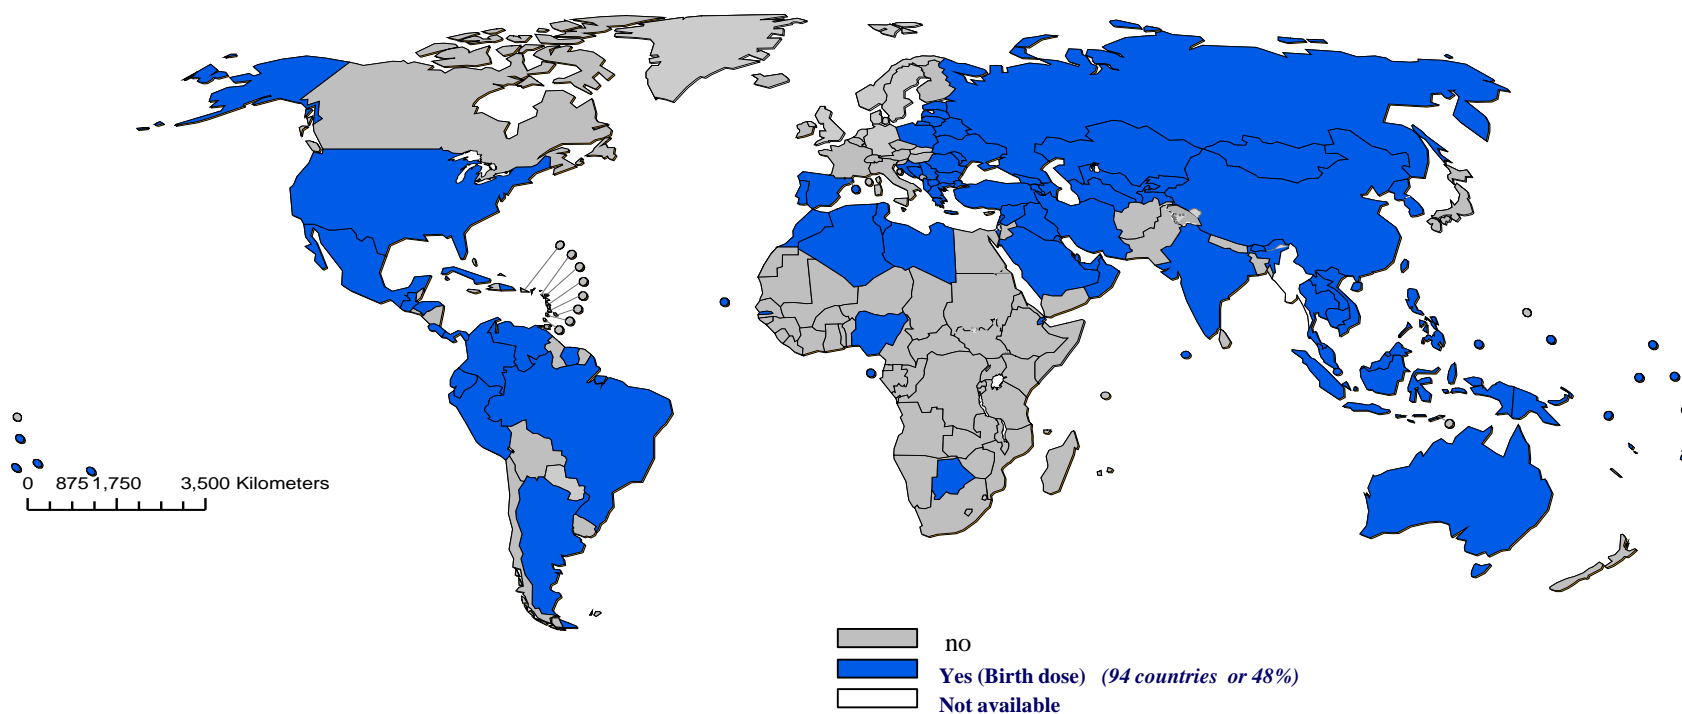 0 875 1,750 3,500 Kilometers
no
Yes (Birth dose) (94 countries or 48%)
Not available